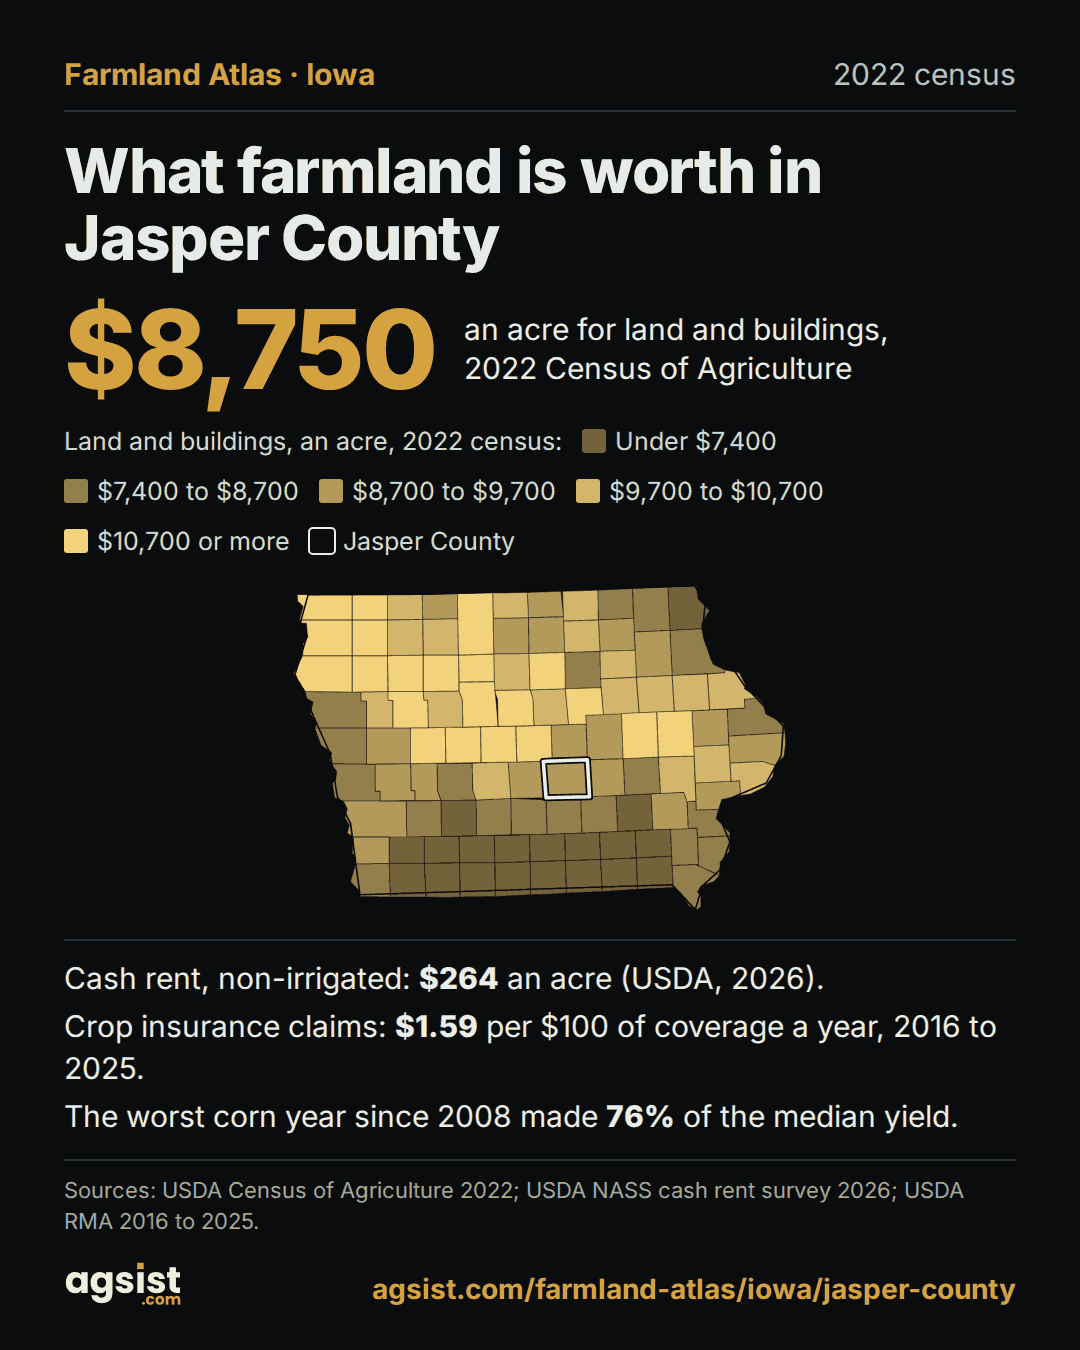 Farmland Atlas · Iowa
2022 census
What farmland is worth in
Jasper County
$8,750
an acre for land and buildings,
2022 Census of Agriculture
Land and buildings, an acre, 2022 census: Under $7,400
$7,400 to $8,700 $8,700 to $9,700 $9,700 to $10,700
$10,700 or more Jasper County
Cash rent, non-irrigated: $264 an acre (USDA, 2026).
Crop insurance claims: $1.59 per $100 of coverage a year, 2016 to
2025.
The worst corn year since 2008 made 76% of the median yield.
Sources: USDA Census of Agriculture 2022; USDA NASS cash rent survey 2026; USDA
RMA 2016 to 2025.
agsist
.com
agsist.com/farmland-atlas/iowa/jasper-county